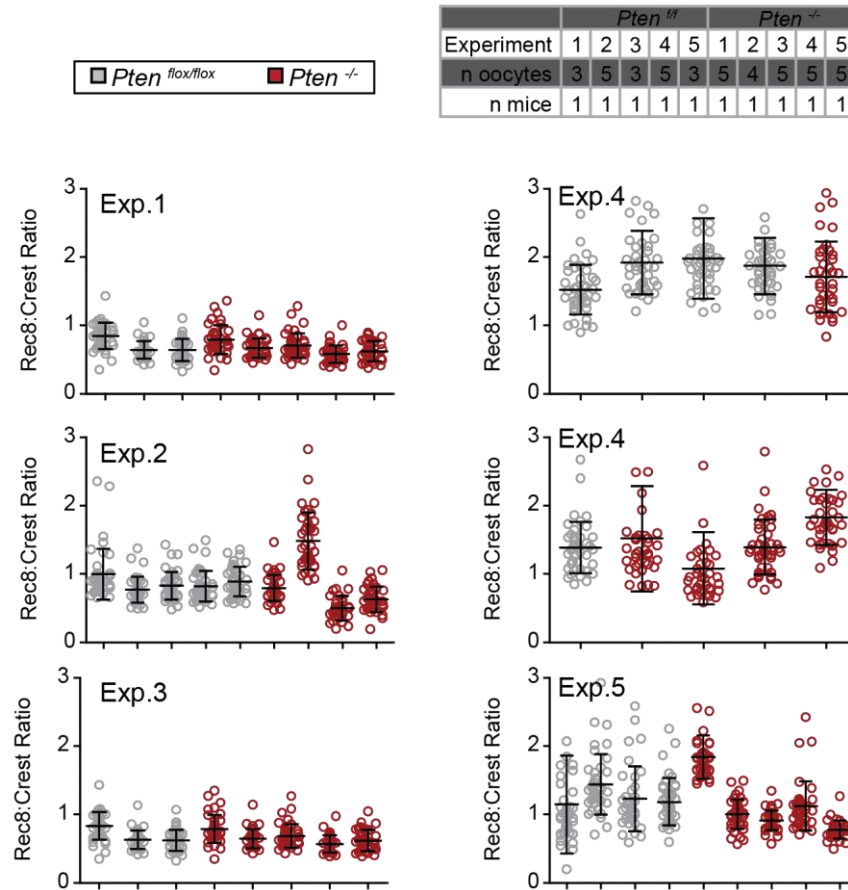 Pten flox/flox Pten -/-
Pten f/f Pten -/-
Experiment 1 2 3 4 5 1 2 3 4 5
n oocytes 3 5 3 5 3 5 4 5 5 5
n mice 1 1 1 1 1 1 1 1 1 1
Exp.1
Rec8:Crest Ratio
3
2
1
0
Exp.4
Rec8:Crest Ratio
3
2
1
0
Exp.2
Rec8:Crest Ratio
3
2
1
0
Exp.4
Rec8:Crest Ratio
3
2
1
0
Exp.3
Rec8:Crest Ratio
3
2
1
0
Exp.5
Rec8:Crest Ratio
3
2
1
0